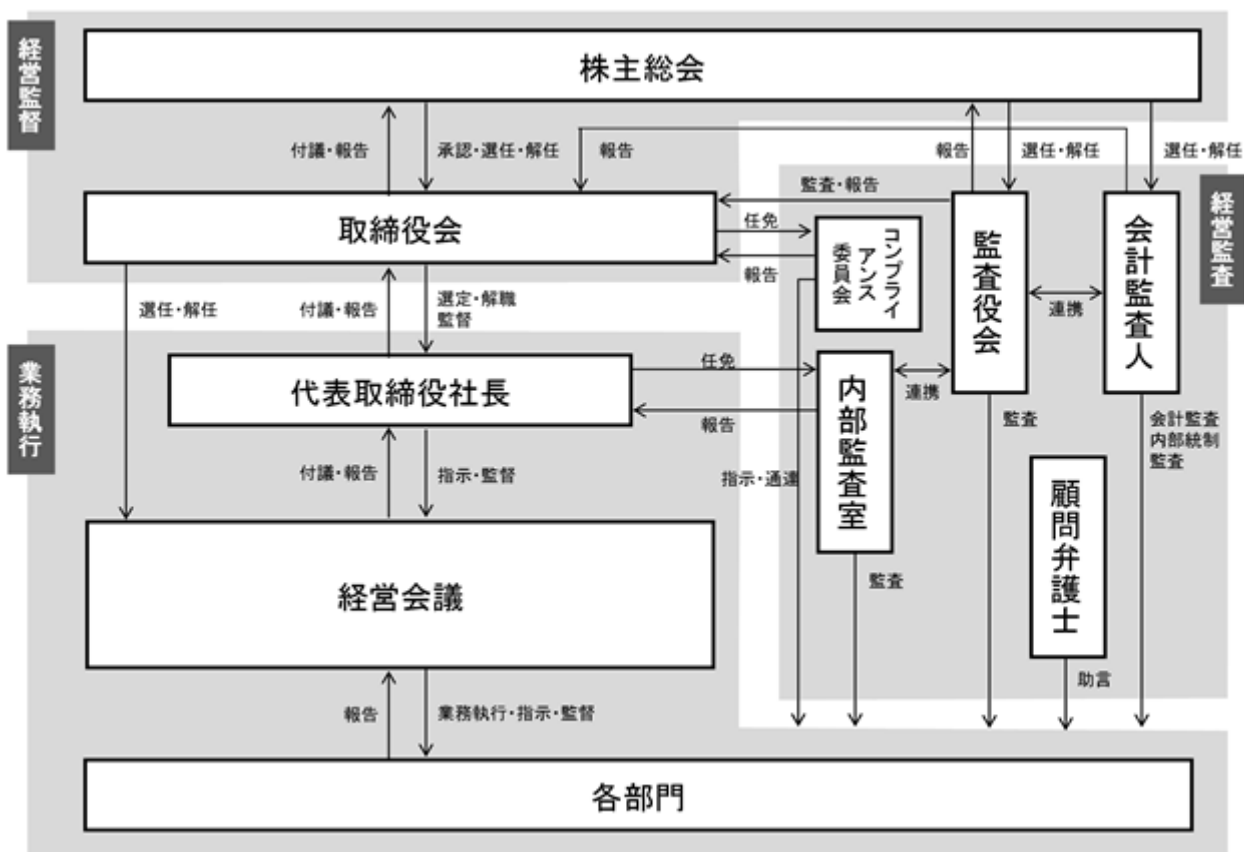 経営監督
株主総会
付議・報告
承認・選任・解任
報告
報告
選任・解任
選任・解任
経営監査
監査・報告
取締役会
任免
報告
コンプライ
アンス
委員会
監査役会
連携
会計監査人
選任・解任
付議・報告
選定・解職
監督
業務執行
代表取締役社長
任免
報告
内部監査室
連携
監査
会計監査
内部統制
監査
付議・報告
指示・監督
指示・通達
顧問弁護士
経営会議
監査
助言
報告
業務執行・指示・監督
各部門